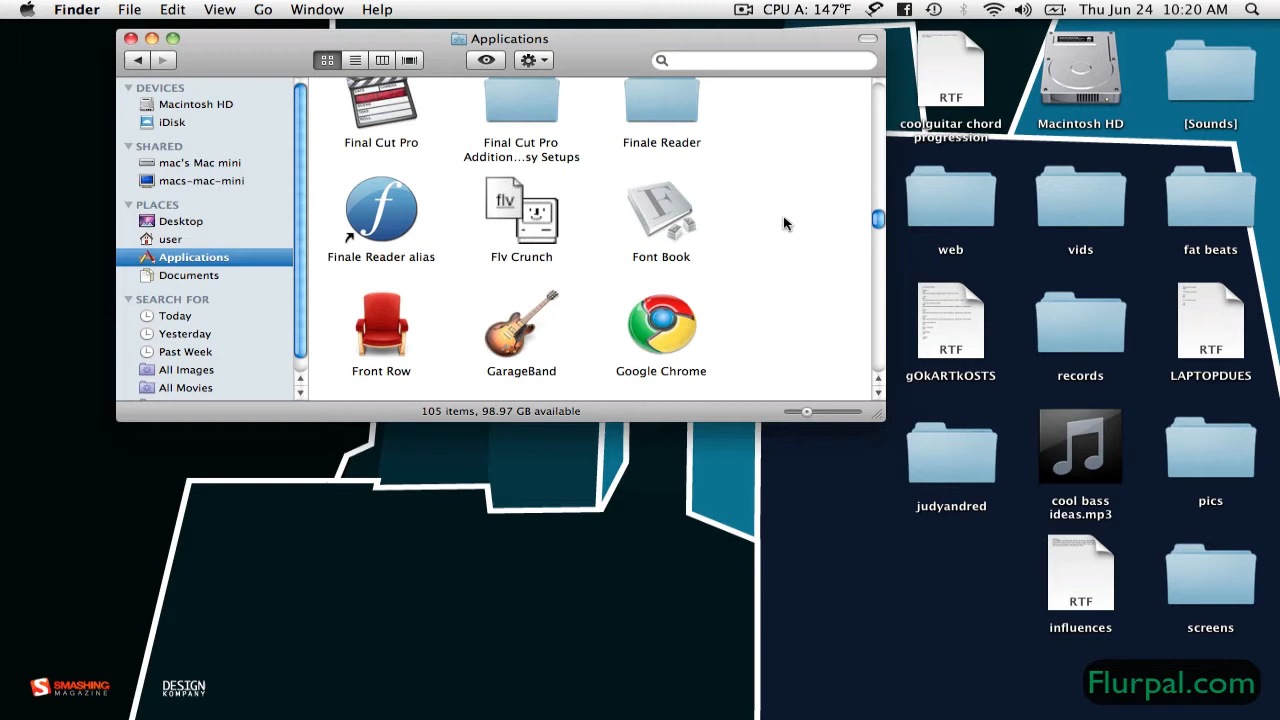 Finder File Edit View Go Window Help
CPU A: 147°F
Thu Jun 24 10:20 AM
Applications
DEVICES
Macintosh HD
iDisk
SHARED
mac's Mac mini
macs-mac-mini
PLACES
Desktop
user
Applications
Documents
SEARCH FOR
Today
Yesterday
Past Week
All Images
All Movies
Final Cut Pro
Final Cut Pro
Addition...sy Setups
Finale Reader
Finale Reader alias
flv
Flv Crunch
F
Font Book
Front Row
GarageBand
Google Chrome
105 items, 98.97 GB available
RTF
cool guitar chord
progression
Macintosh HD
[Sounds]
web
vids
fat beats
RTF
gOkARTkOSTS
records
RTF
LAPTOPDUES
judyandred
cool bass
ideas.mp3
pics
RTF
influences
screens
SMASHING
MAGAZINE
DESIGN
KOMPANY
Flurpal.com